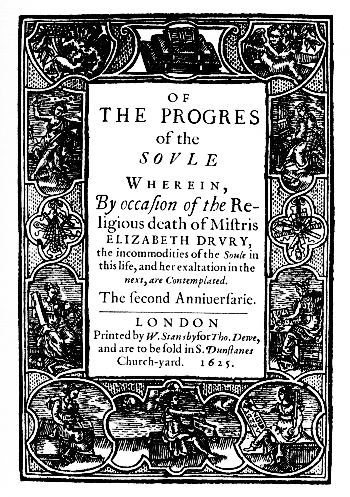 OF
THE PROGRES
of the
SOVLE
WHEREIN,
By occaſion of the Re-
ligious death of Miſtris
ELIZABETH DRVRY,
the incommodities of the Soule in
this life, and her exaltation in the
next, are Contemplated.
The ſecond Anniuerſarie.
LONDON
Printed by W. Stansby for Tho. Dewe,
and are to be ſold in S. Dunſtanes
Church-yard. 1625.